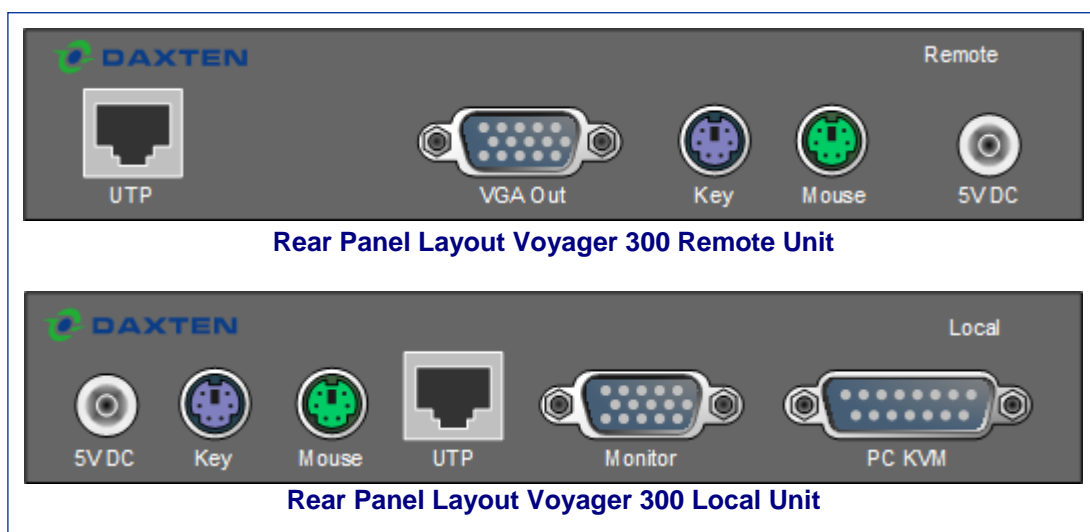 DAXTEN
Remote
UTP
VGA Out
Key
Mouse
5V DC
Rear Panel Layout Voyager 300 Remote Unit
DAXTEN
Local
5V DC
Key
Mouse
UTP
Monitor
PC KVM
Rear Panel Layout Voyager 300 Local Unit